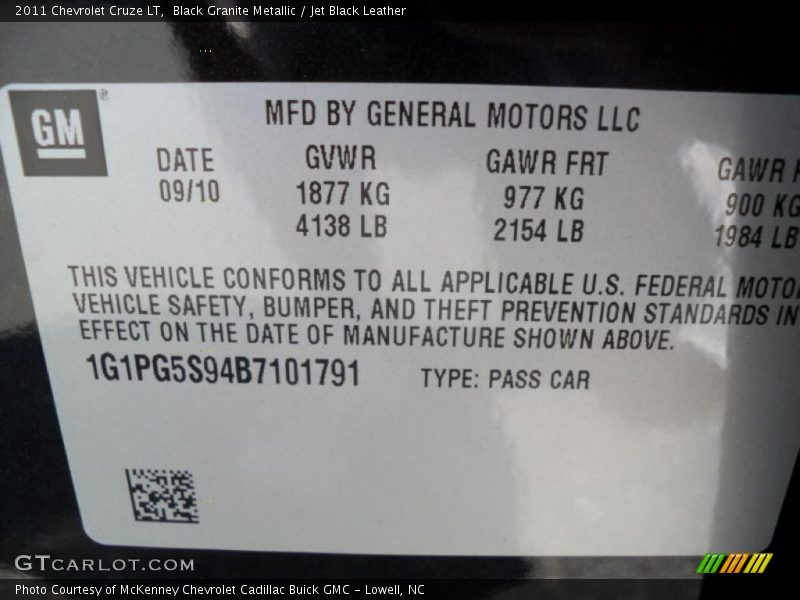 2011 Chevrolet Cruze LT, Black Granite Metallic / Jet Black Leather
GM ®
MFD BY GENERAL MOTORS LLC
DATE GVWR GAWR FRT GAWR
09/10 1877 KG 977 KG 900 KG
4138 LB 2154 LB 1984 LB
THIS VEHICLE CONFORMS TO ALL APPLICABLE U.S. FEDERAL MOTO
VEHICLE SAFETY, BUMPER, AND THEFT PREVENTION STANDARDS IN
EFFECT ON THE DATE OF MANUFACTURE SHOWN ABOVE.
1G1PG5S94B7101791 TYPE: PASS CAR
GTCARLOT.COM
Photo Courtesy of McKenney Chevrolet Cadillac Buick GMC - Lowell, NC